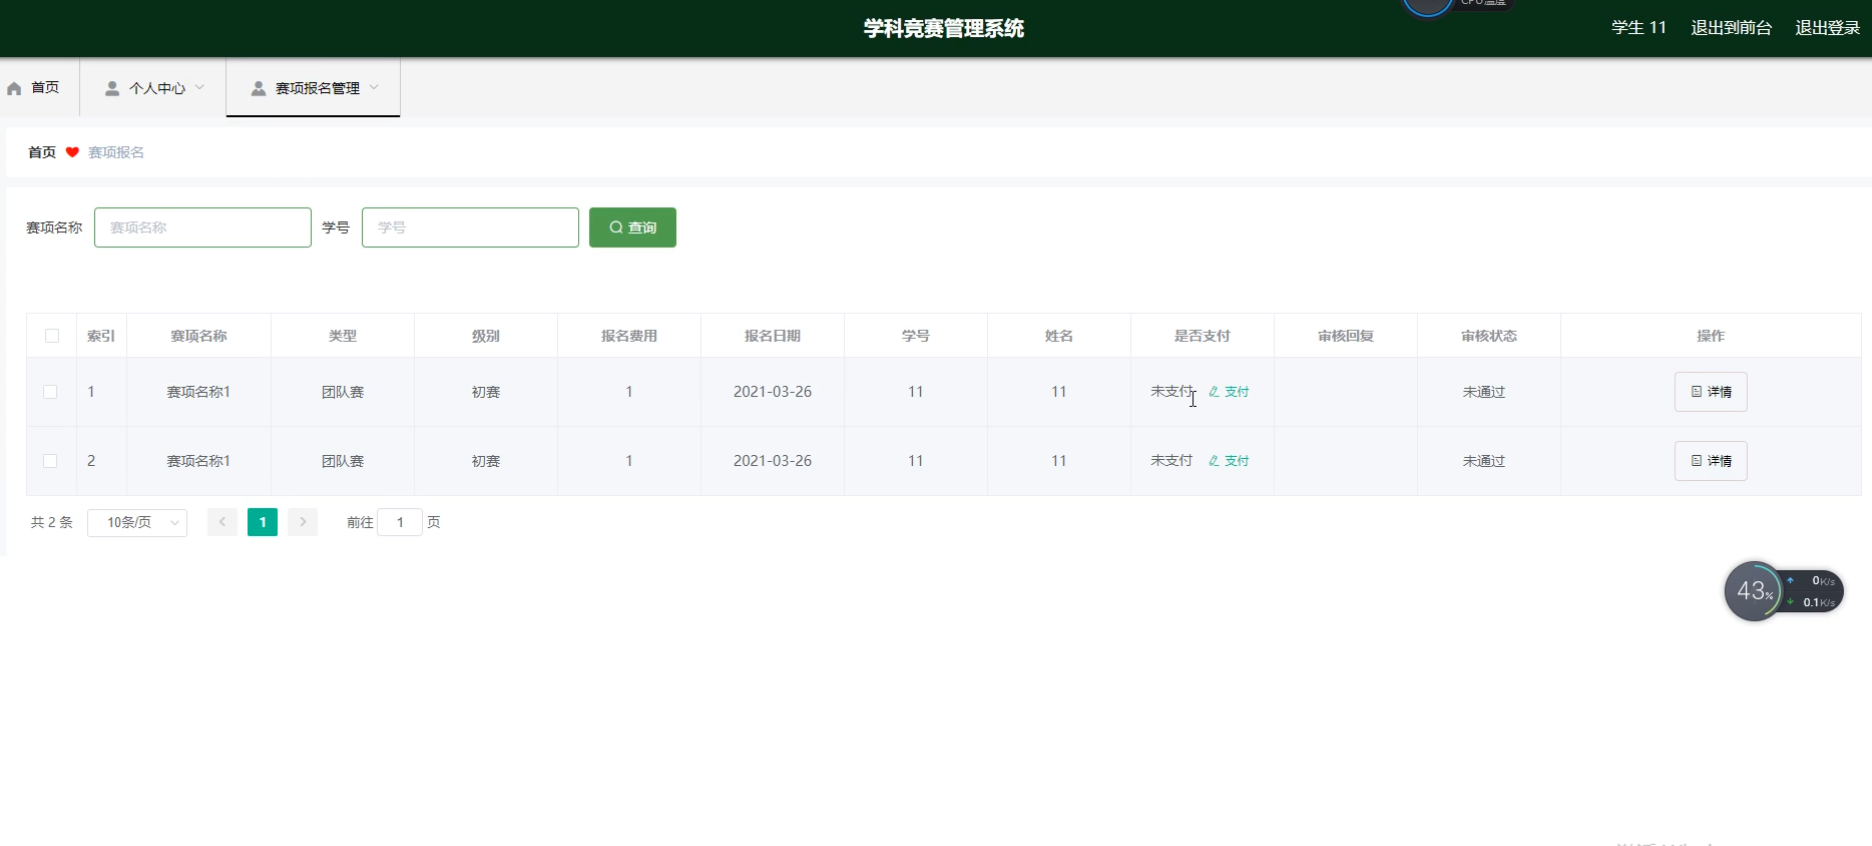 CPU温度
学科竞赛管理系统
学生 11 退出到前台 退出登录
首页 个人中心 赛项报名管理
首页 赛项报名
赛项名称 赛项名称 学号 学号 查询
索引 赛项名称 类型 级别 报名费用 报名日期 学号 姓名 是否支付 审核回复 审核状态 操作
1 赛项名称1 团队赛 初赛 1 2021-03-26 11 11 未支付 支付 未通过 详情
2 赛项名称1 团队赛 初赛 1 2021-03-26 11 11 未支付 支付 未通过 详情
共 2 条 10条/页 1 前往 1 页
43% 0K/s
0.1K/s